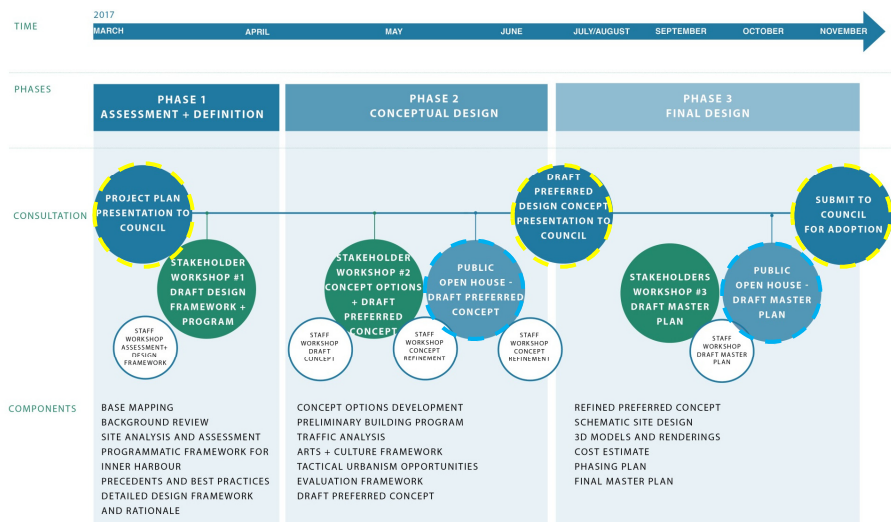 2017
TIME
MARCH
APRIL
MAY
JUNE
JULY/AUGUST
SEPTEMBER
OCTOBER
NOVEMBER
PHASES
PHASE 1
ASSESSMENT + DEFINITION
PHASE 2
CONCEPTUAL DESIGN
PHASE 3
FINAL DESIGN
CONSULTATION
PROJECT PLAN
PRESENTATION TO
COUNCIL
STAKEHOLDER
WORKSHOP #1
DRAFT DESIGN
FRAMEWORK +
PROGRAM
STAFF
WORKSHOP
ASSESSMENT+
DESIGN
FRAMEWORK
STAKEHOLDER
WORKSHOP #2
CONCEPT OPTIONS
+ DRAFT
PREFERRED
CONCEPT
STAFF
WORKSHOP
DRAFT
CONCEPT
PUBLIC
OPEN HOUSE -
DRAFT PREFERRED
CONCEPT
STAFF
WORKSHOP
CONCEPT
REFINEMENT
DRAFT
PREFERRED
DESIGN CONCEPT
PRESENTATION TO
COUNCIL
STAFF
WORKSHOP
CONCEPT
REFINEMENT
STAKEHOLDERS
WORKSHOP #3
DRAFT MASTER
PLAN
STAFF
WORKSHOP
DRAFT MASTER
PLAN
PUBLIC
OPEN HOUSE -
DRAFT MASTER
PLAN
SUBMIT TO
COUNCIL
FOR ADOPTION
COMPONENTS
BASE MAPPING
BACKGROUND REVIEW
SITE ANALYSIS AND ASSESSMENT
PROGRAMMATIC FRAMEWORK FOR
INNER HARBOUR
PRECEDENTS AND BEST PRACTICES
DETAILED DESIGN FRAMEWORK
AND RATIONALE
CONCEPT OPTIONS DEVELOPMENT
PRELIMINARY BUILDING PROGRAM
TRAFFIC ANALYSIS
ARTS + CULTURE FRAMEWORK
TACTICAL URBANISM OPPORTUNITIES
EVALUATION FRAMEWORK
DRAFT PREFERRED CONCEPT
REFINED PREFERRED CONCEPT
SCHEMATIC SITE DESIGN
3D MODELS AND RENDERINGS
COST ESTIMATE
PHASING PLAN
FINAL MASTER PLAN